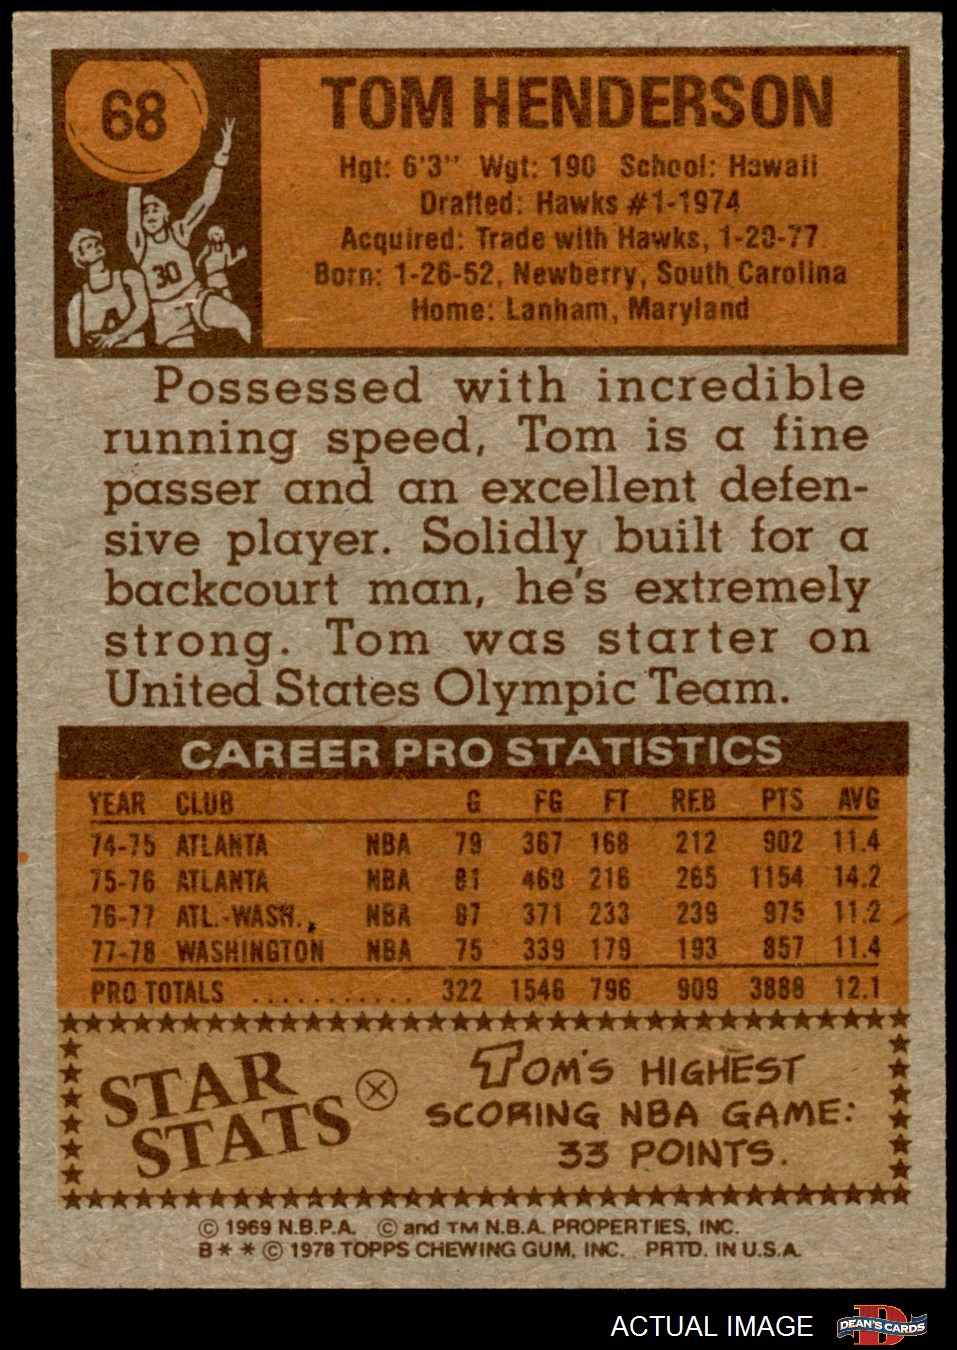 68
TOM HENDERSON
Hgt: 6'3" Wgt: 190 School: Hawaii
Drafted: Hawks #1-1974
Acquired: Trade with Hawks, 1-20-77
Born: 1-26-52, Newberry, South Carolina
Home: Lanham, Maryland
30
Possessed with incredible
running speed, Tom is a fine
passer and an excellent defen-
sive player. Solidly built for a
backcourt man, he's extremely
strong. Tom was starter on
United States Olympic Team.
CAREER PRO STATISTICS
YEAR CLUB G FG FT REB PTS AVG
74-75 ATLANTA NBA 79 367 168 212 902 11.4
75-76 ATLANTA NBA 81 469 216 265 1154 14.2
76-77 ATL.-WASH. NBA 87 371 233 239 975 11.2
77-78 WASHINGTON NBA 75 339 179 193 857 11.4
PRO TOTALS ........... 322 1546 796 909 3888 12.1
STAR
STATS
TOM'S HIGHEST
SCORING NBA GAME:
33 POINTS.
© 1969 N.B.P.A. © and TM N.B.A. PROPERTIES, INC.
B * * © 1978 TOPPS CHEWING GUM, INC. PRTD. IN U.S.A.
ACTUAL IMAGE
D
DEAN'S CARDS